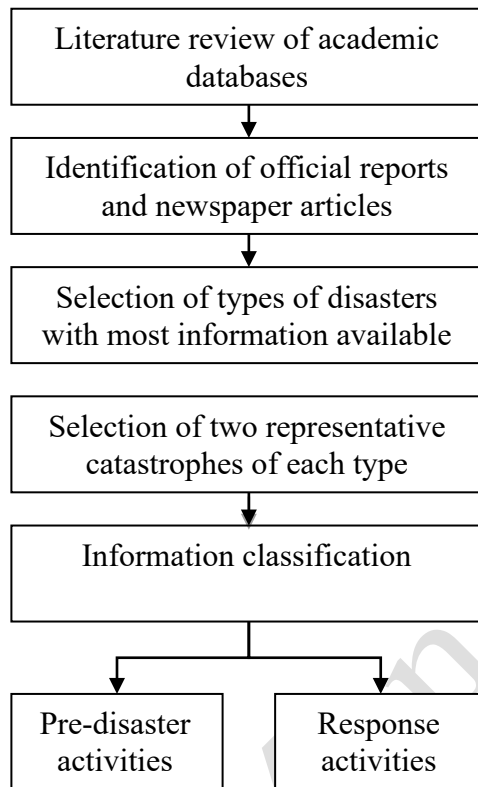 Literature review of academic
databases
Identification of official reports
and newspaper articles
Selection of types of disasters
with most information available
Selection of two representative
catastrophes of each type
Information classification
Pre-disaster
activities
Response
activities